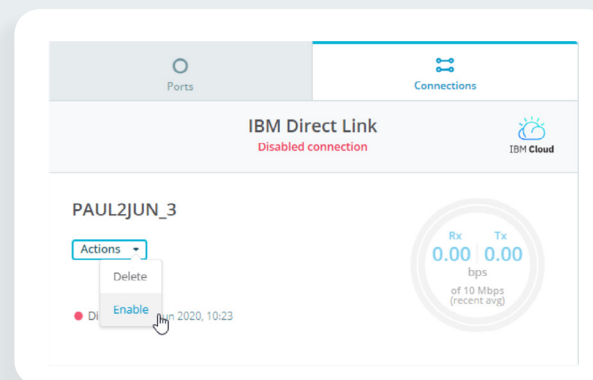 Ports
Connections
IBM Direct Link
Disabled connection
IBM Cloud
PAUL2JUN_3
Actions
Delete
Enable
Di
un 2020, 10:23
Rx Tx
0.00 0.00
bps
of 10 Mbps
(recent avg)